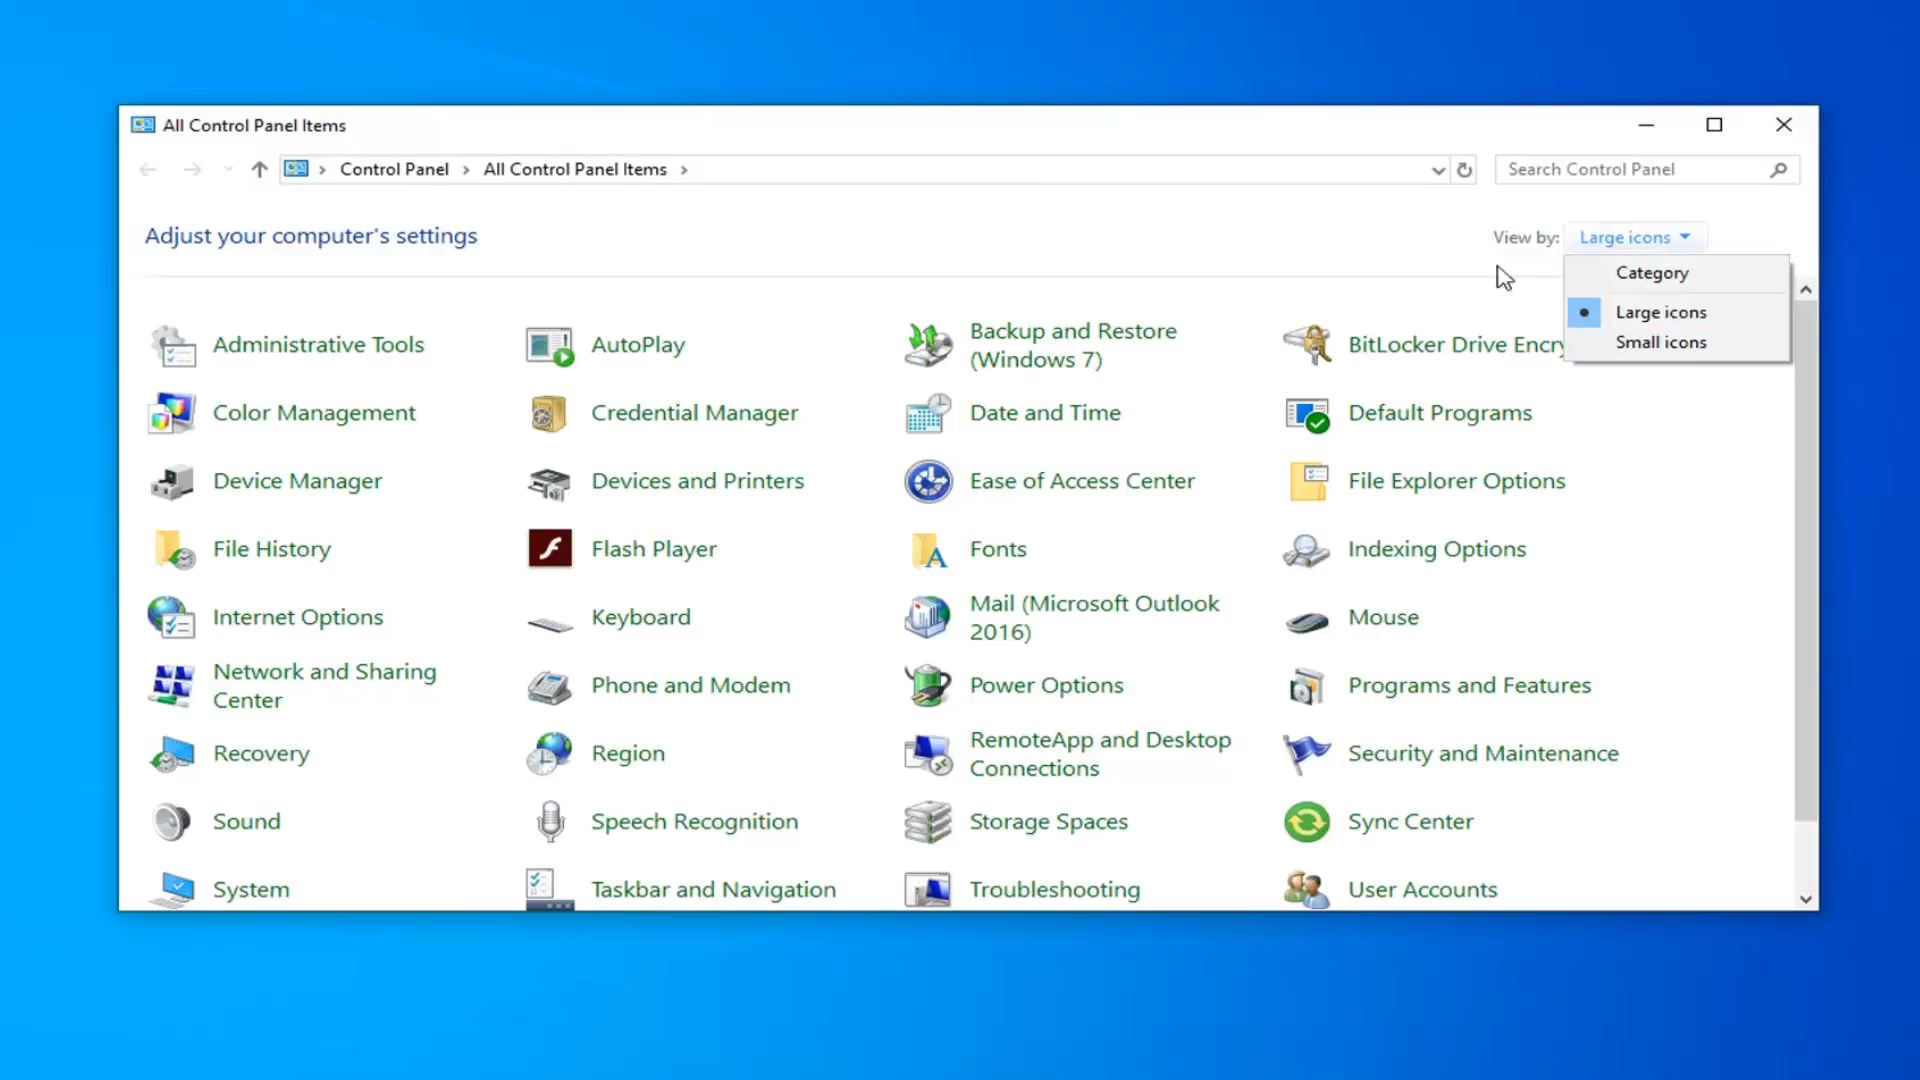 All Control Panel Items
Control Panel > All Control Panel Items >
Search Control Panel
Adjust your computer's settings
View by: Large icons
Category
Large icons
Small icons
Administrative Tools
AutoPlay
Backup and Restore
(Windows 7)
BitLocker Drive Encry
Color Management
Credential Manager
Date and Time
Default Programs
Device Manager
Devices and Printers
Ease of Access Center
File Explorer Options
File History
Flash Player
Fonts
Indexing Options
Internet Options
Keyboard
Mail (Microsoft Outlook
2016)
Mouse
Network and Sharing
Center
Phone and Modem
Power Options
Programs and Features
Recovery
Region
RemoteApp and Desktop
Connections
Security and Maintenance
Sound
Speech Recognition
Storage Spaces
Sync Center
System
Taskbar and Navigation
Troubleshooting
User Accounts